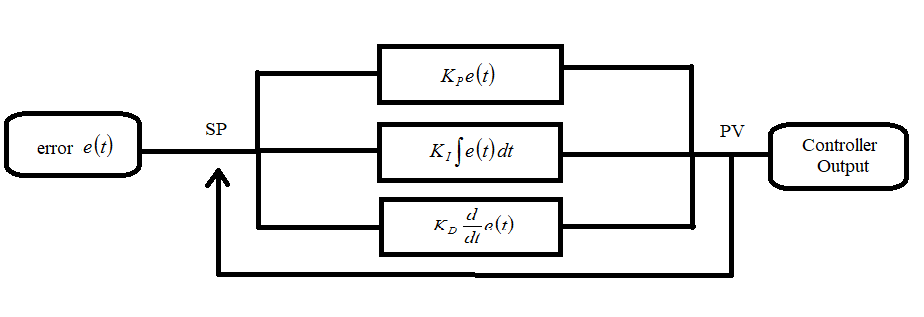 K_P e(t)
SP
PV
error e(t)
K_I ∫ e(t) dt
Controller
Output
K_D d/dt e(t)